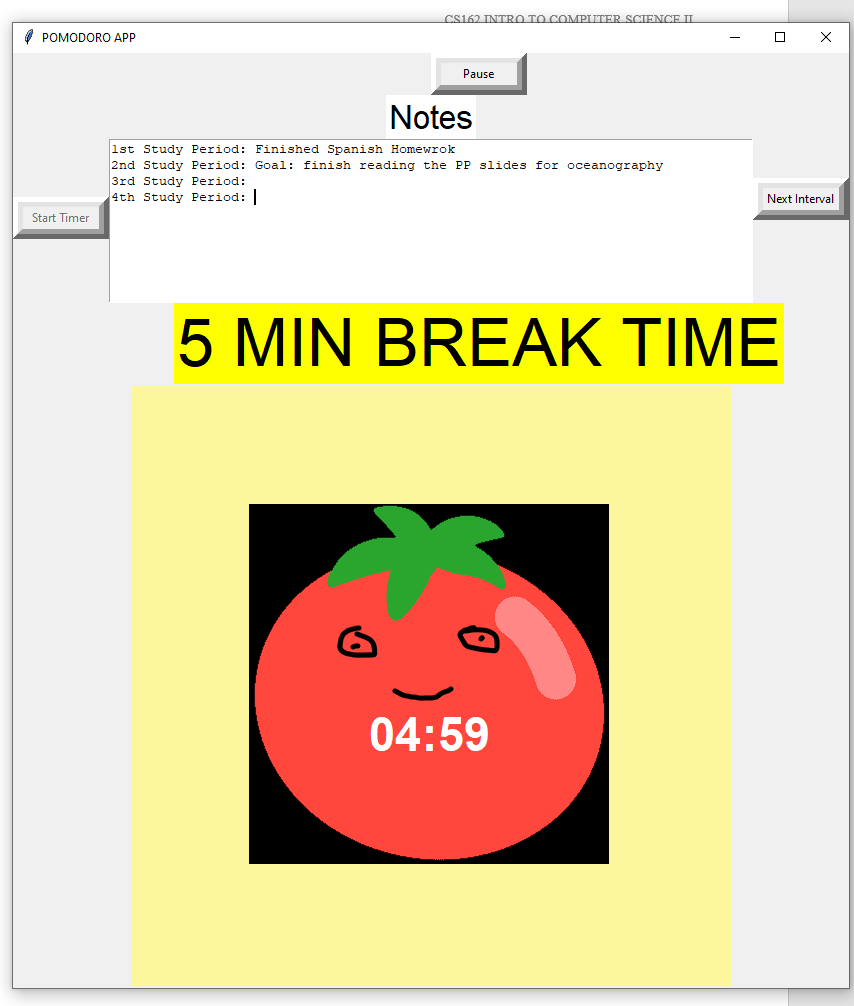 CS162 INTRO TO COMPUTER SCIENCE II
POMODORO APP
Pause
Notes
1st Study Period: Finished Spanish Homewrok
2nd Study Period: Goal: finish reading the PP slides for oceanography
3rd Study Period:
4th Study Period:
Start Timer
Next Interval
5 MIN BREAK TIME
04:59